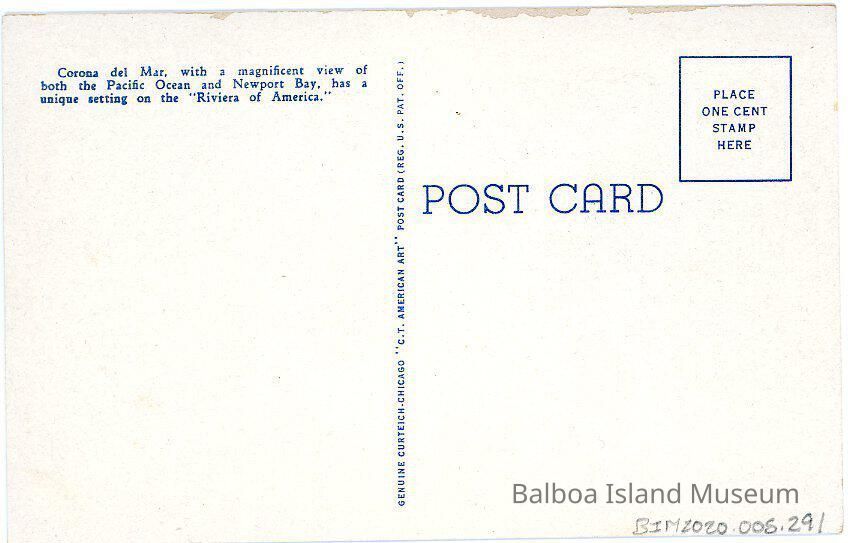 Corona del Mar, with a magnificent view of
both the Pacific Ocean and Newport Bay, has a
unique setting on the "Riviera of America."
GENUINE CURTEICH-CHICAGO "C.T. AMERICAN ART" POST CARD (REG. U.S. PAT. OFF.)
POST CARD
PLACE
ONE CENT
STAMP
HERE
Balboa Island Museum
BIM2020.008.291